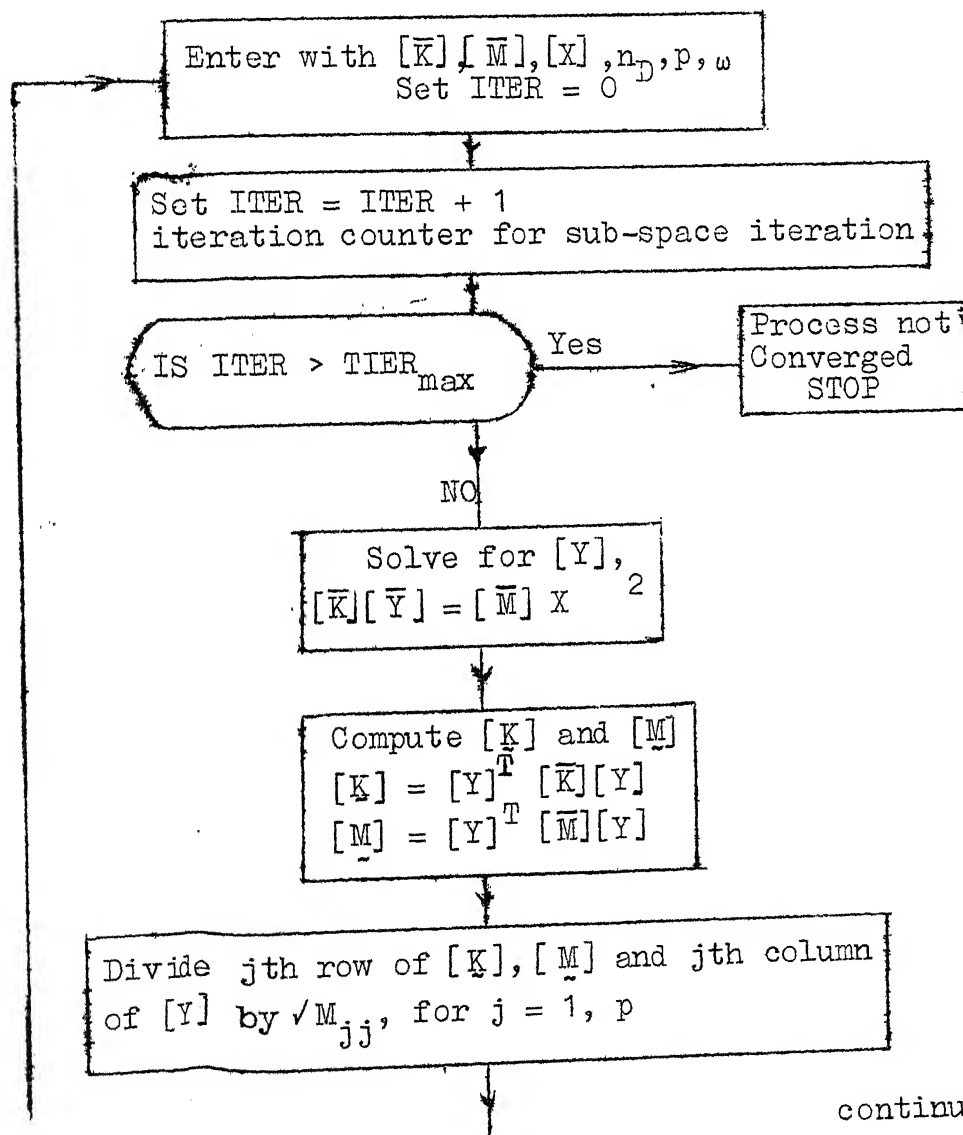 Enter with [K̅][ M̅],[X] ,n_D,p,ω
Set ITER = 0
Set ITER = ITER + 1
iteration counter for sub-space iteration
IS ITER > TIER_max
Yes
Process not
Converged
STOP
NO
Solve for [Y],
[K̅][Y̅] = [M̅] X ²
Compute [K̰] and [M̰]
[K̰] = [Y]^T [K̅][Y]
[M̰] = [Y]^T [M̅][Y]
Divide jth row of [K̰],[M̰] and jth column
of [Y] by √M_jj, for j = 1, p
continu